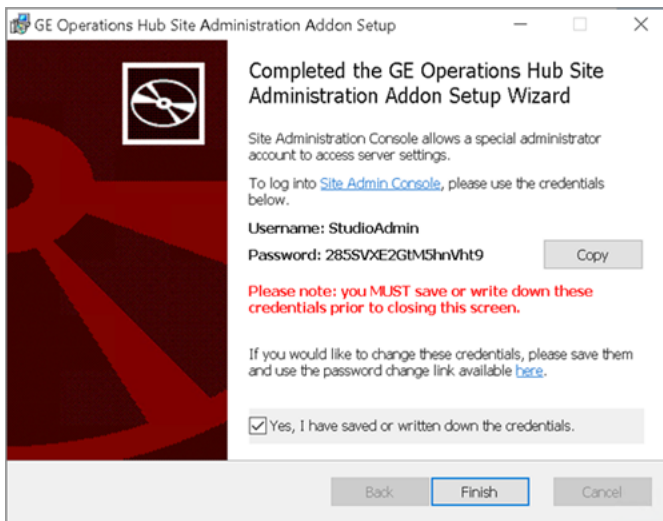 GE Operations Hub Site Administration Addon Setup
Completed the GE Operations Hub Site
Administration Addon Setup Wizard
Site Administration Console allows a special administrator
account to access server settings.
To log into Site Admin Console, please use the credentials
below.
Username: StudioAdmin
Password: 285SVXE2GtM5hnVht9
Copy
Please note: you MUST save or write down these
credentials prior to closing this screen.
If you would like to change these credentials, please save them
and use the password change link available here.
Yes, I have saved or written down the credentials.
Back
Finish
Cancel